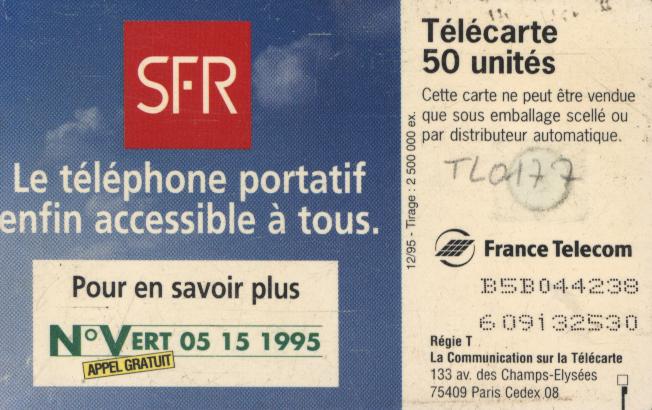 SFR
Le téléphone portatif
enfin accessible à tous.
Pour en savoir plus
N°VERT 05 15 1995
APPEL GRATUIT
Télécarte
50 unités
Cette carte ne peut être vendue
que sous emballage scellé ou
par distributeur automatique.
TL0177
12/95 - Tirage : 2 500 000 ex.
France Telecom
B5B044238
609132530
Régie T
La Communication sur la Télécarte
133 av. des Champs-Elysées
75409 Paris Cedex 08